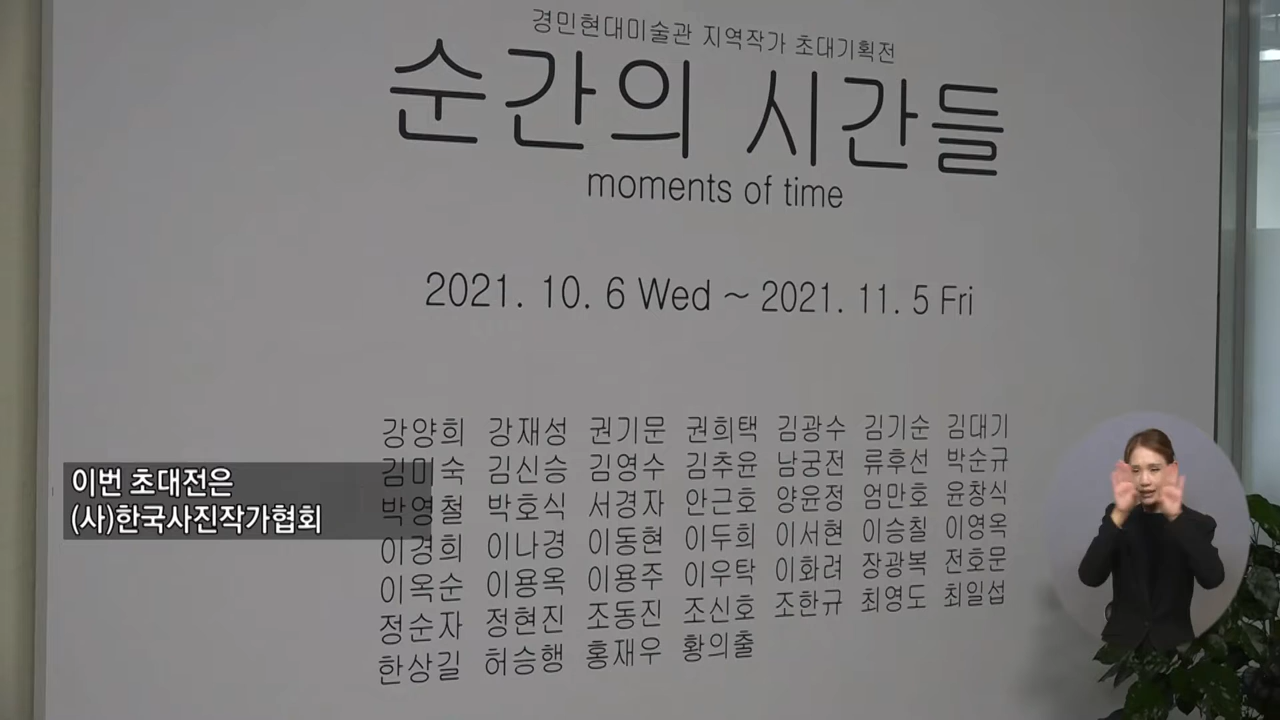 경민현대미술관 지역작가 초대기획전
순간의 시간들
moments of time
2021. 10. 6 Wed ~ 2021. 11. 5 Fri
강양희 강재성 권기문 권희택 김광수 김기순 김대기
김미숙 김신승 김영수 김추윤 남궁전 류후선 박순규
박영철 박호식 서경자 안근호 양윤정 엄만호 윤창식
이경희 이나경 이동현 이두희 이서현 이승칠 이영옥
이옥순 이용옥 이용주 이우탁 이화려 장광복 전호문
정순자 정현진 조동진 조신호 조한규 최영도 최일섭
한상길 허승행 홍재우 황의출
이번 초대전은
(사)한국사진작가협회